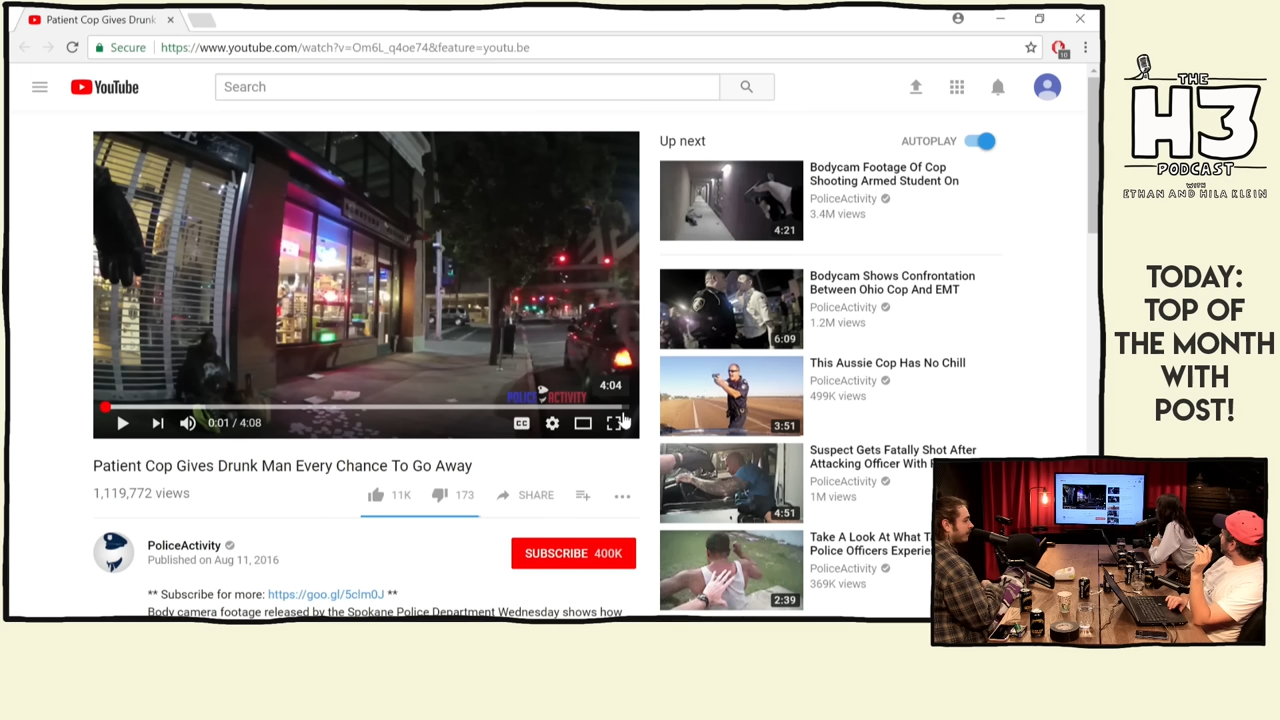 Patient Cop Gives Drunk
Secure
https://www.youtube.com/watch?v=Om6L_q4oe74&feature=youtu.be
10
YouTube
Search
4:04
POLICE ACTIVITY
0:01 / 4:08
CC
Patient Cop Gives Drunk Man Every Chance To Go Away
1,119,772 views
11K
173
SHARE
PoliceActivity
Published on Aug 11, 2016
SUBSCRIBE 400K
** Subscribe for more: https://goo.gl/5clm0J **
Body camera footage released by the Spokane Police Department Wednesday shows how
Up next
AUTOPLAY
4:21
Bodycam Footage Of Cop
Shooting Armed Student On
PoliceActivity
3.4M views
6:09
Bodycam Shows Confrontation
Between Ohio Cop And EMT
PoliceActivity
1.2M views
3:51
This Aussie Cop Has No Chill
PoliceActivity
499K views
4:51
Suspect Gets Fatally Shot After
Attacking Officer With
PoliceActivity
1M views
2:39
Take A Look At What
Police Officers
PoliceActivity
369K views
THE
H3
PODCAST
WITH
ETHAN AND HILA KLEIN
TODAY:
TOP OF
THE MONTH
WITH
POST!